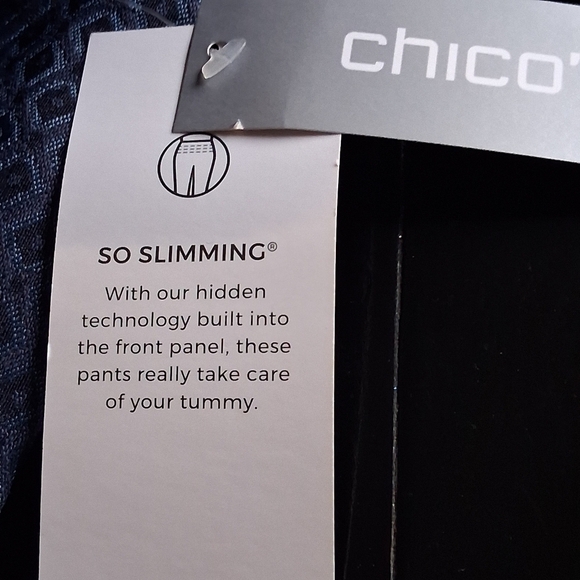 chico'
SO SLIMMING®
With our hidden
technology built into
the front panel, these
pants really take care
of your tummy.